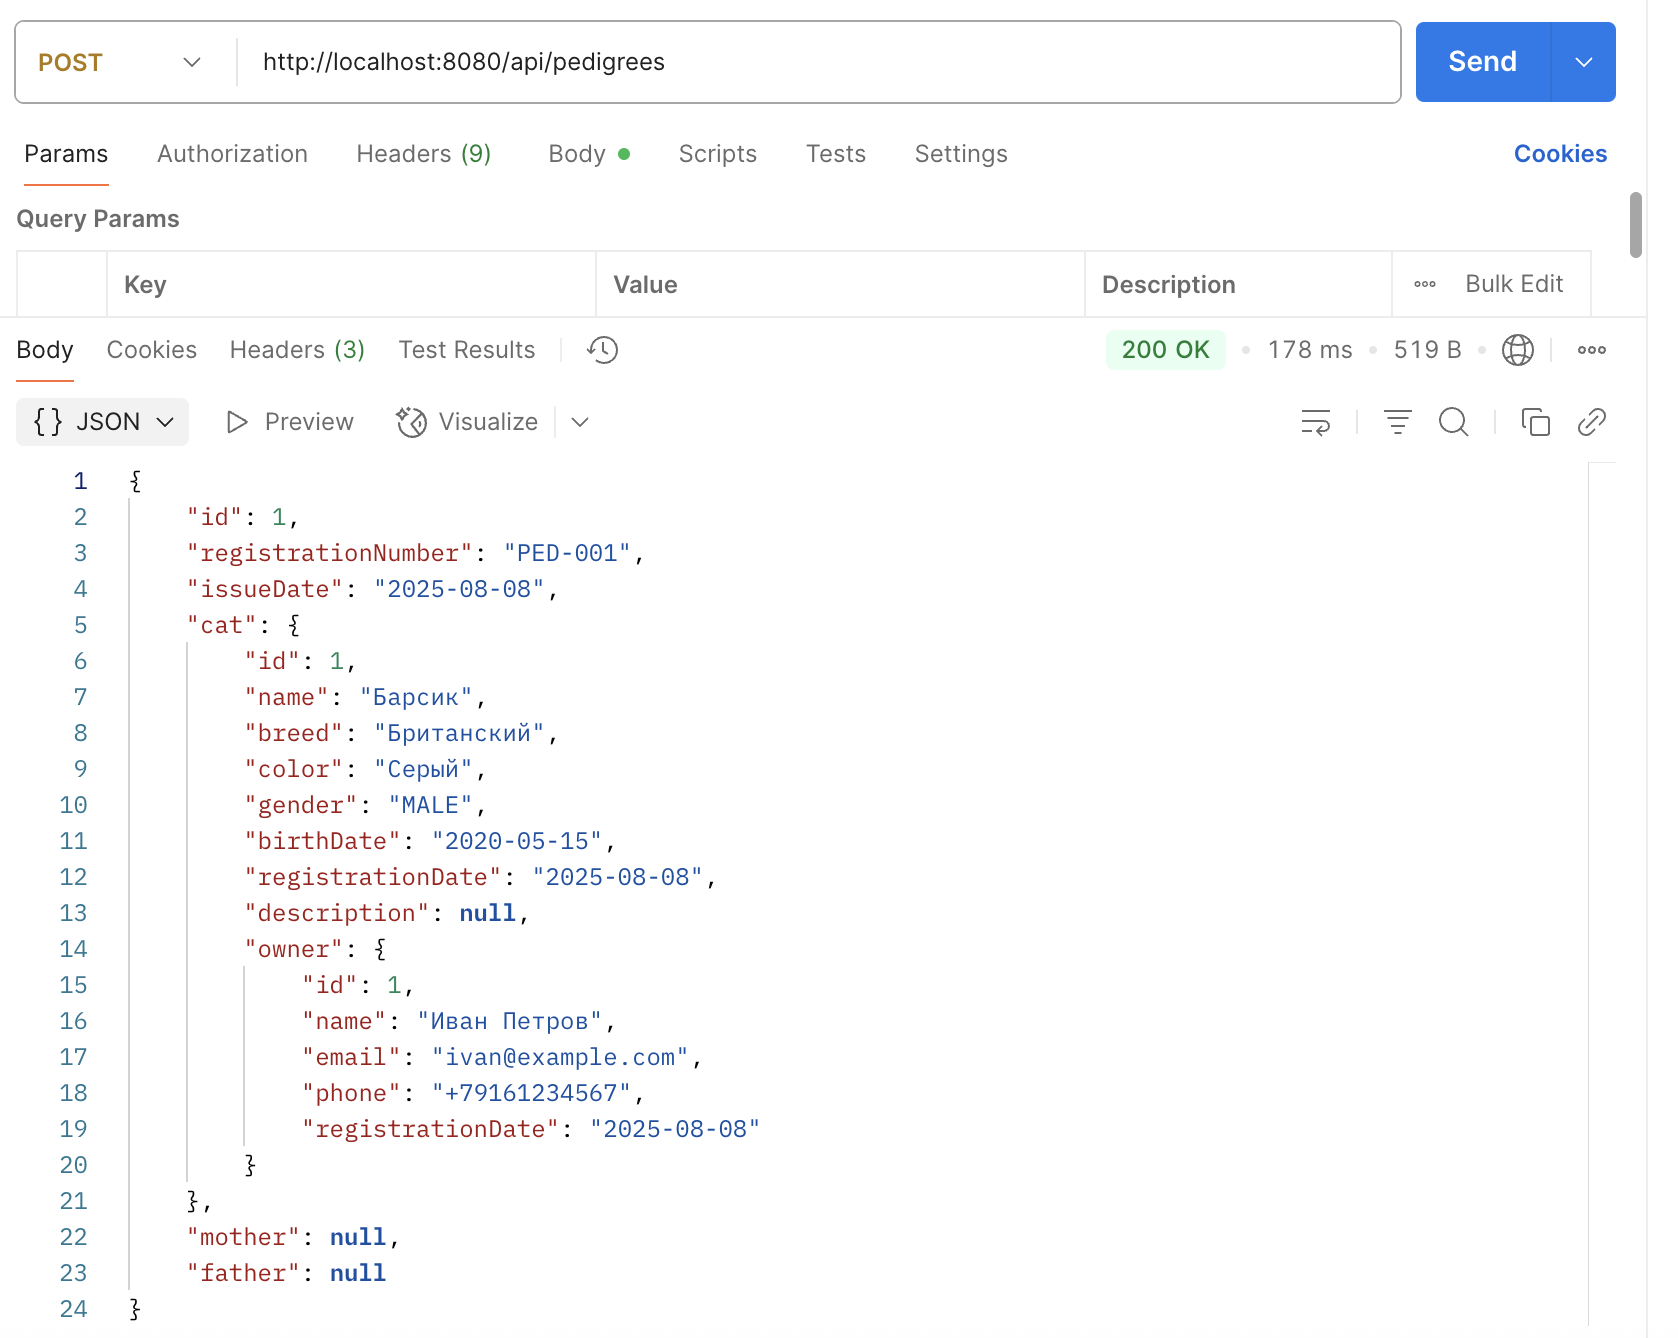 POST http://localhost:8080/api/pedigrees Send
Params Authorization Headers (9) Body Scripts Tests Settings Cookies
Query Params
Key Value Description Bulk Edit
Body Cookies Headers (3) Test Results 200 OK 178 ms 519 B
{} JSON Preview Visualize
1 {
2 "id": 1,
3 "registrationNumber": "PED-001",
4 "issueDate": "2025-08-08",
5 "cat": {
6 "id": 1,
7 "name": "Барсик",
8 "breed": "Британский",
9 "color": "Серый",
10 "gender": "MALE",
11 "birthDate": "2020-05-15",
12 "registrationDate": "2025-08-08",
13 "description": null,
14 "owner": {
15 "id": 1,
16 "name": "Иван Петров",
17 "email": "ivan@example.com",
18 "phone": "+79161234567",
19 "registrationDate": "2025-08-08"
20 }
21 },
22 "mother": null,
23 "father": null
24 }